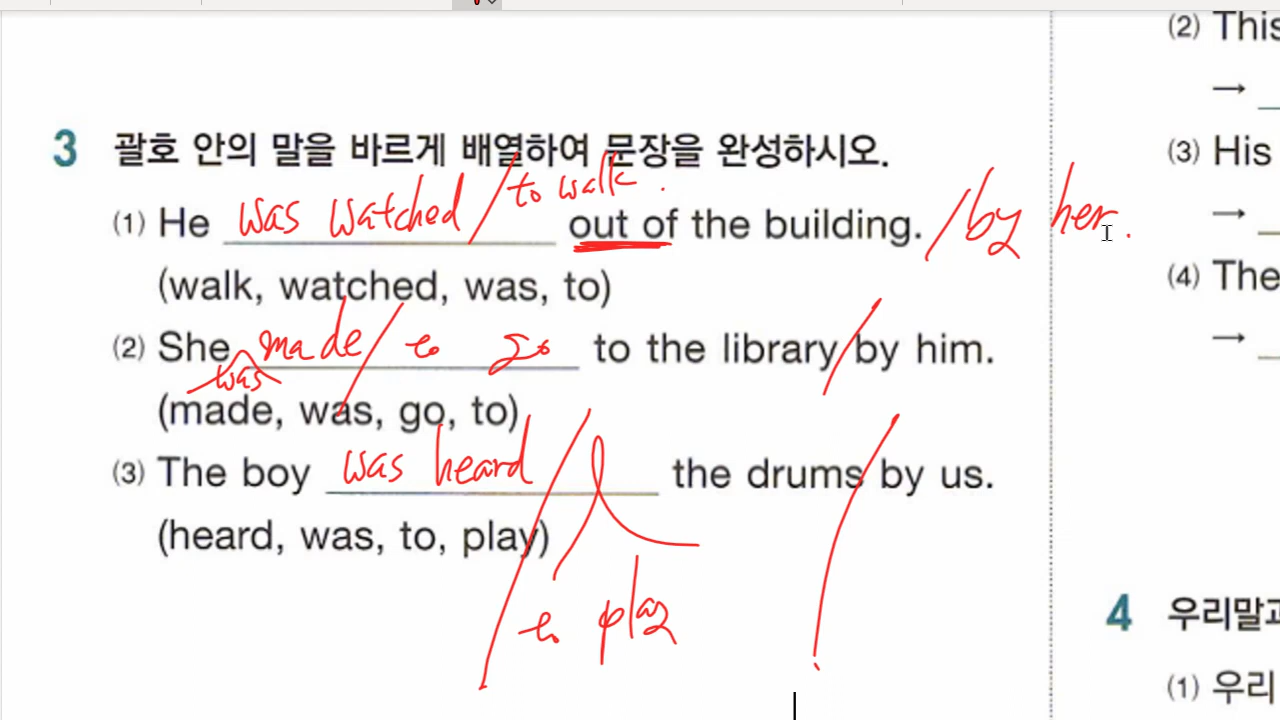 3 괄호 안의 말을 바르게 배열하여 문장을 완성하시오.
(1) He was watched / to walk. out of the building. / by her.
(walk, watched, was, to)
(2) She was made / to go to the library / by him.
(made, was, go, to)
(3) The boy was heard / to play the drums / by us.
(heard, was, to, play)
(2) This
→
(3) His
→
(4) The
→
4 우리말과
(1) 우리